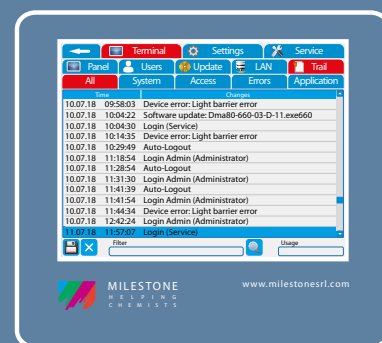 Terminal Settings Service
Panel Users Update LAN Trail
All System Access Errors Application
Time Changes
10.07.18 09:58:03 Device error: Light barrier error
10.07.18 10:04:22 Software update: Dma80-660-03-D-11.exe660
10.07.18 10:04:30 Login (Service)
10.07.18 10:14:35 Device error: Light barrier error
10.07.18 10:29:49 Auto-Logout
10.07.18 11:18:54 Login Admin (Administrator)
10.07.18 11:28:54 Auto-Logout
10.07.18 11:31:30 Login Admin (Administrator)
10.07.18 11:41:39 Auto-Logout
10.07.18 11:41:54 Login Admin (Administrator)
10.07.18 11:44:34 Device error: Light barrier error
10.07.18 12:42:24 Login Admin (Administrator)
11.07.18 11:57:07 Login (Service)
Filter Usage
MILESTONE www.milestonesrl.com
HELPING
CHEMISTS